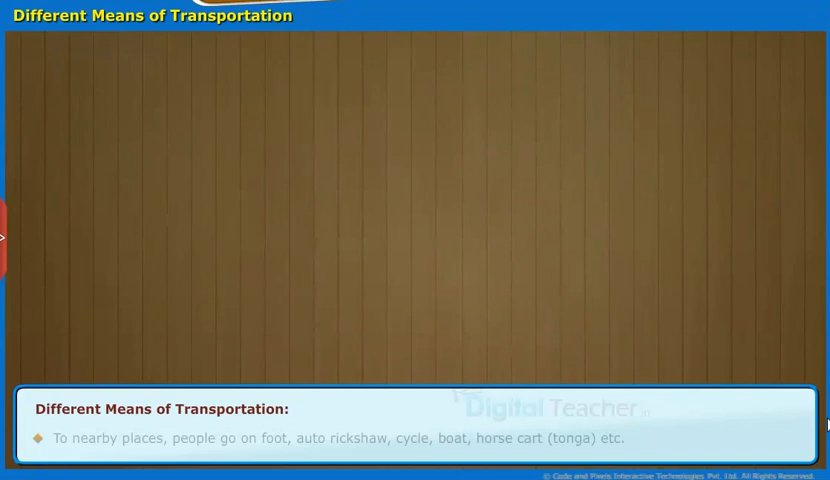 Different Means of Transportation
Digital Teacher.in
Different Means of Transportation:
To nearby places, people go on foot, auto rickshaw, cycle, boat, horse cart (tonga) etc.
© Code and Pixels Interactive Technologies Pvt. Ltd. All Rights Reserved.